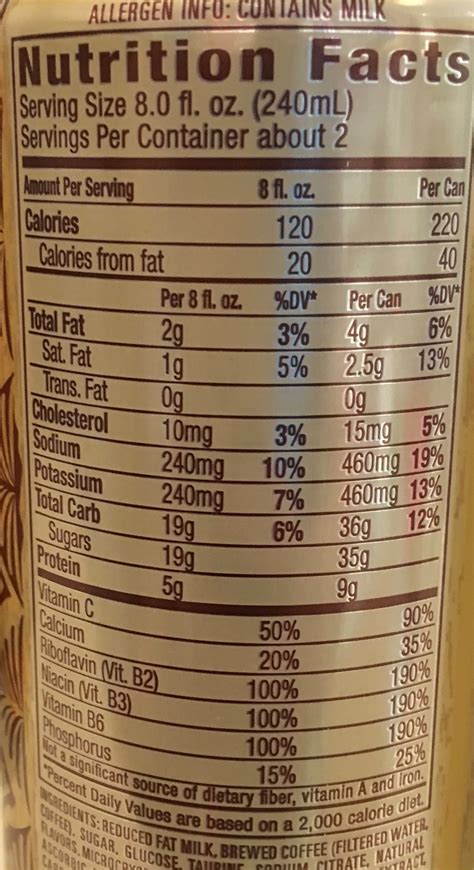 ALLERGEN INFO: CONTAINS MILK
Nutrition Facts
Serving Size 8.0 fl. oz. (240mL)
Servings Per Container about 2
Amount Per Serving 8 fl. oz. Per Can
Calories 120 220
Calories from fat 20 40
Per 8 fl. oz. %DV* Per Can %DV*
Total Fat 2g 3% 4g 6%
Sat. Fat 1g 5% 2.5g 13%
Trans. Fat 0g 0g
Cholesterol 10mg 3% 15mg 5%
Sodium 240mg 10% 460mg 19%
Potassium 240mg 7% 460mg 13%
Total Carb 19g 6% 36g 12%
Sugars 19g 35g
Protein 5g 9g
Vitamin C 50% 90%
Calcium 20% 35%
Riboflavin (Vit. B2) 100% 190%
Niacin (Vit. B3) 100% 190%
Vitamin B6 100% 190%
Phosphorus 15% 25%
Not a significant source of dietary fiber, vitamin A and iron.
*Percent Daily Values are based on a 2,000 calorie diet.
INGREDIENTS: REDUCED FAT MILK, BREWED COFFEE (FILTERED WATER,
COFFEE), SUGAR, GLUCOSE, TAURINE, SODIUM CITRATE, NATURAL
FLAVORS,